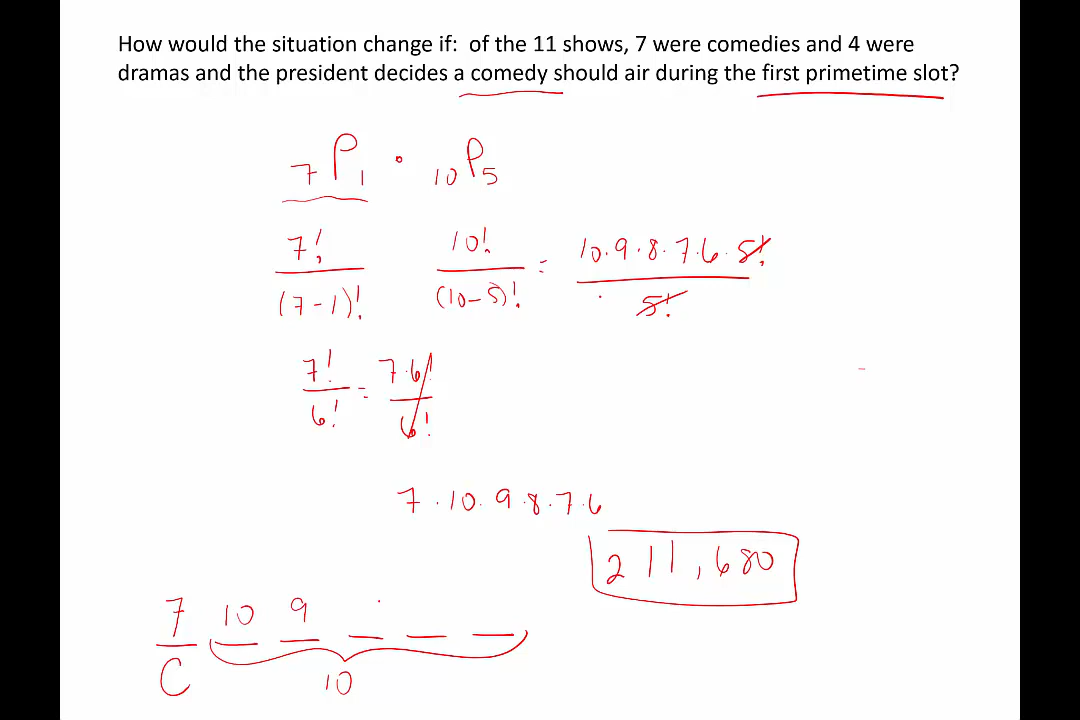 How would the situation change if:  of the 11 shows, 7 were comedies and 4 were
dramas and the president decides a comedy should air during the first primetime slot?
7P1 · 10P5
7! / (7-1)!   10! / (10-5)! = 10·9·8·7·6·5! / 5!
7! / 6! = 7·6! / 6!
7·10·9·8·7·6
211,680
7 10 9
C
10